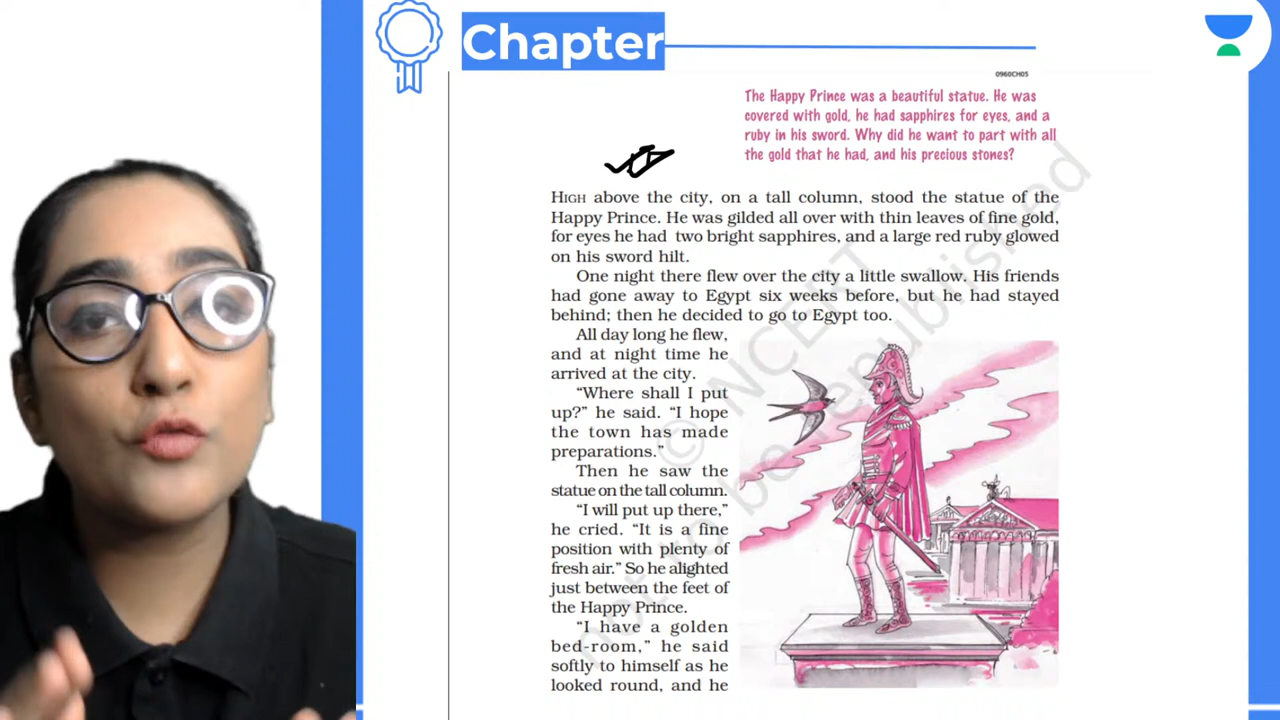 Chapter
0960CH05
The Happy Prince was a beautiful statue. He was
covered with gold, he had sapphires for eyes, and a
ruby in his sword. Why did he want to part with all
the gold that he had, and his precious stones?
HIGH above the city, on a tall column, stood the statue of the
Happy Prince. He was gilded all over with thin leaves of fine gold,
for eyes he had two bright sapphires, and a large red ruby glowed
on his sword hilt.
One night there flew over the city a little swallow. His friends
had gone away to Egypt six weeks before, but he had stayed
behind; then he decided to go to Egypt too.
All day long he flew,
and at night time he
arrived at the city.
“Where shall I put
up?” he said. “I hope
the town has made
preparations.”
Then he saw the
statue on the tall column.
“I will put up there,”
he cried. “It is a fine
position with plenty of
fresh air.” So he alighted
just between the feet of
the Happy Prince.
“I have a golden
bed-room,” he said
softly to himself as he
looked round, and he
© NCERT
not to be republished